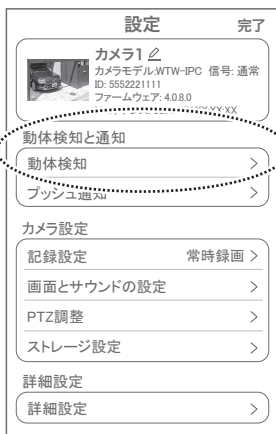 設定
完了
カメラ1
カメラモデル:WTW-IPC 信号: 通常
ID: 5552221111
ファームウェア: 4.0.8.0
動体検知と通知
動体検知
プッシュ通知
カメラ設定
記録設定
常時録画
画面とサウンドの設定
PTZ調整
ストレージ設定
詳細設定
詳細設定